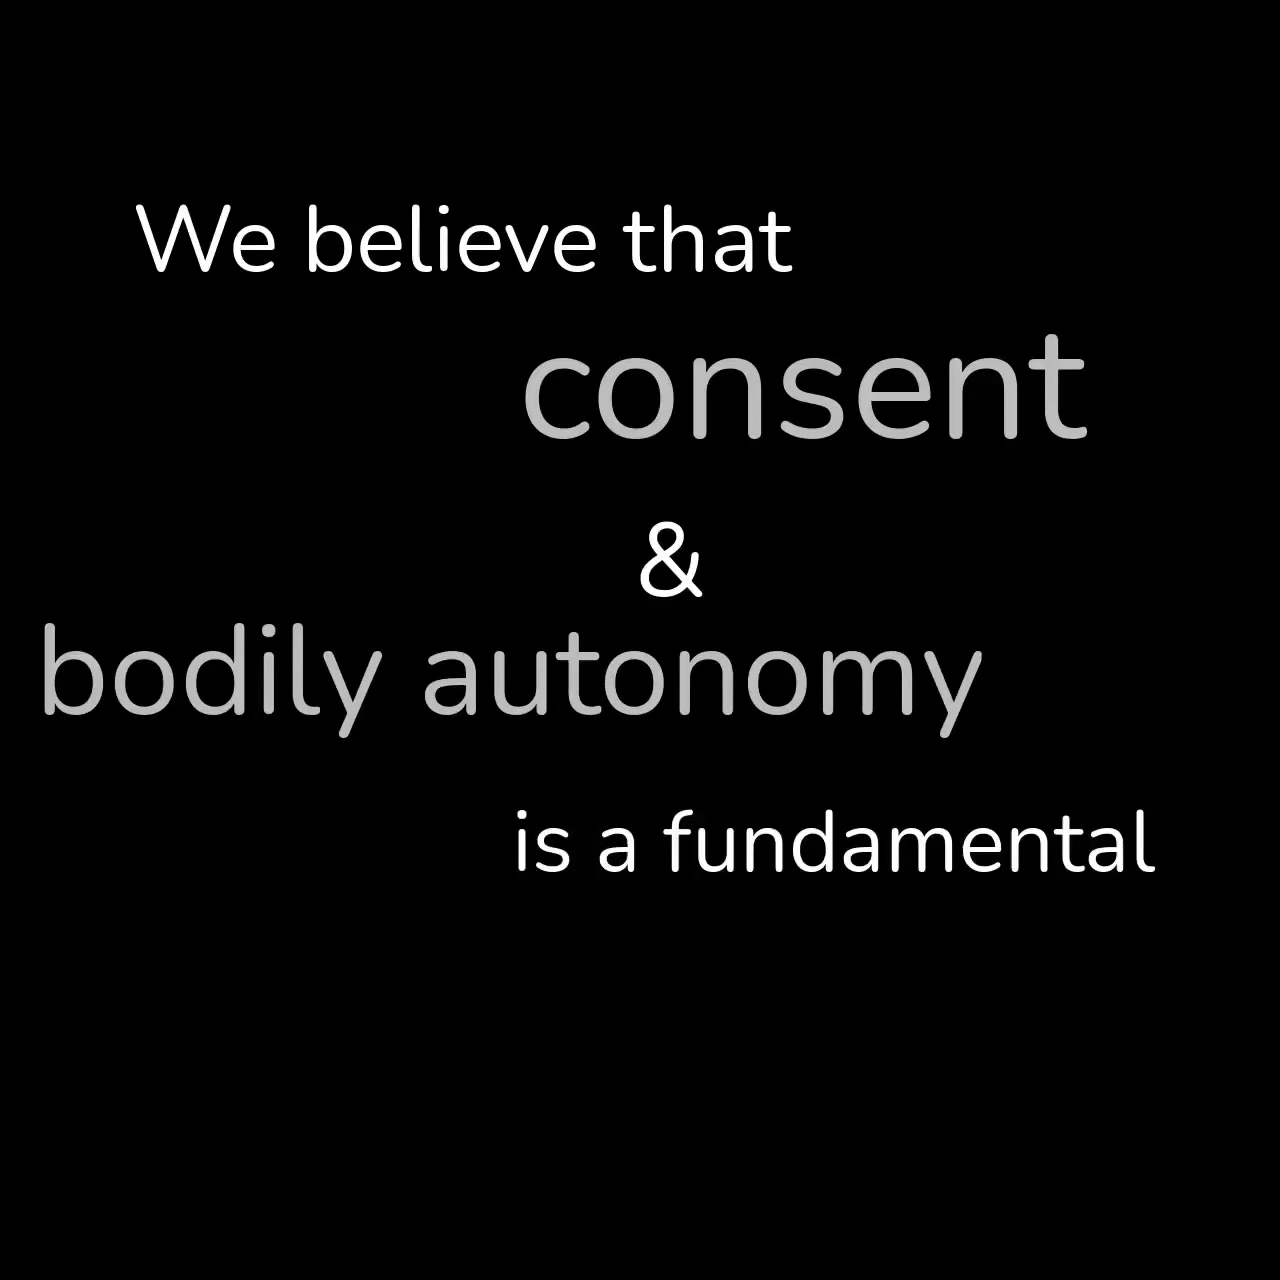 We believe that
consent
&
bodily autonomy
is a fundamental